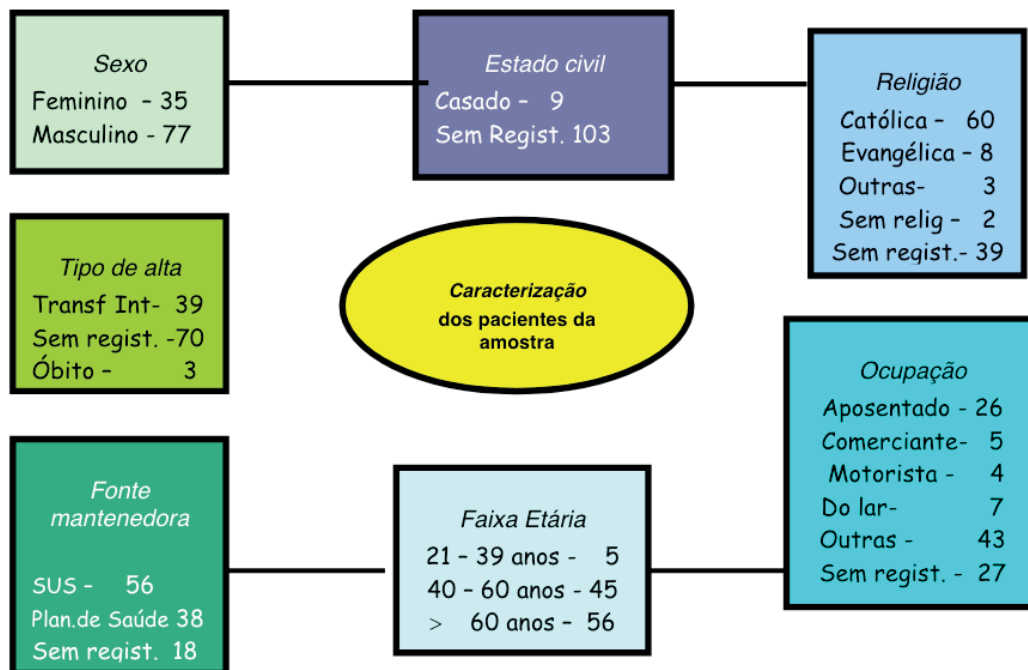 Sexo
Feminino – 35
Masculino - 77
Estado civil
Casado – 9
Sem Regist. 103
Religião
Católica – 60
Evangélica – 8
Outras- 3
Sem relig – 2
Sem regist.- 39
Tipo de alta
Transf Int- 39
Sem regist. -70
Óbito – 3
Caracterização
dos pacientes da
amostra
Ocupação
Aposentado - 26
Comerciante- 5
Motorista - 4
Do lar- 7
Outras - 43
Sem regist. - 27
Fonte
mantenedora
SUS – 56
Plan.de Saúde 38
Sem regist. 18
Faixa Etária
21 – 39 anos - 5
40 – 60 anos - 45
> 60 anos – 56